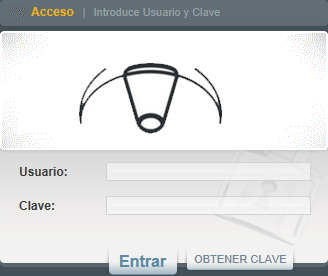 Acceso | Introduce Usuario y Clave
Usuario:
Clave:
Entrar
OBTENER CLAVE